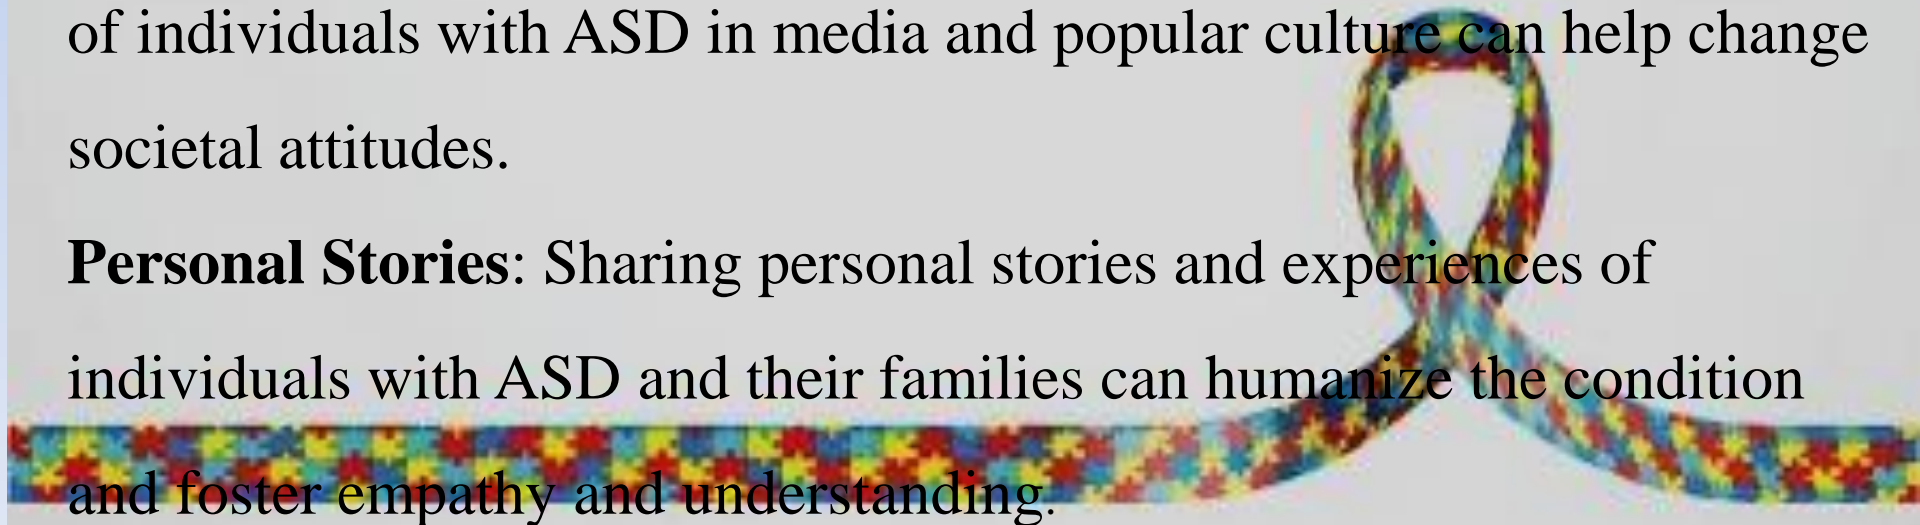 of individuals with ASD in media and popular culture can help change
societal attitudes.
Personal Stories: Sharing personal stories and experiences of
individuals with ASD and their families can humanize the condition
and foster empathy and understanding.